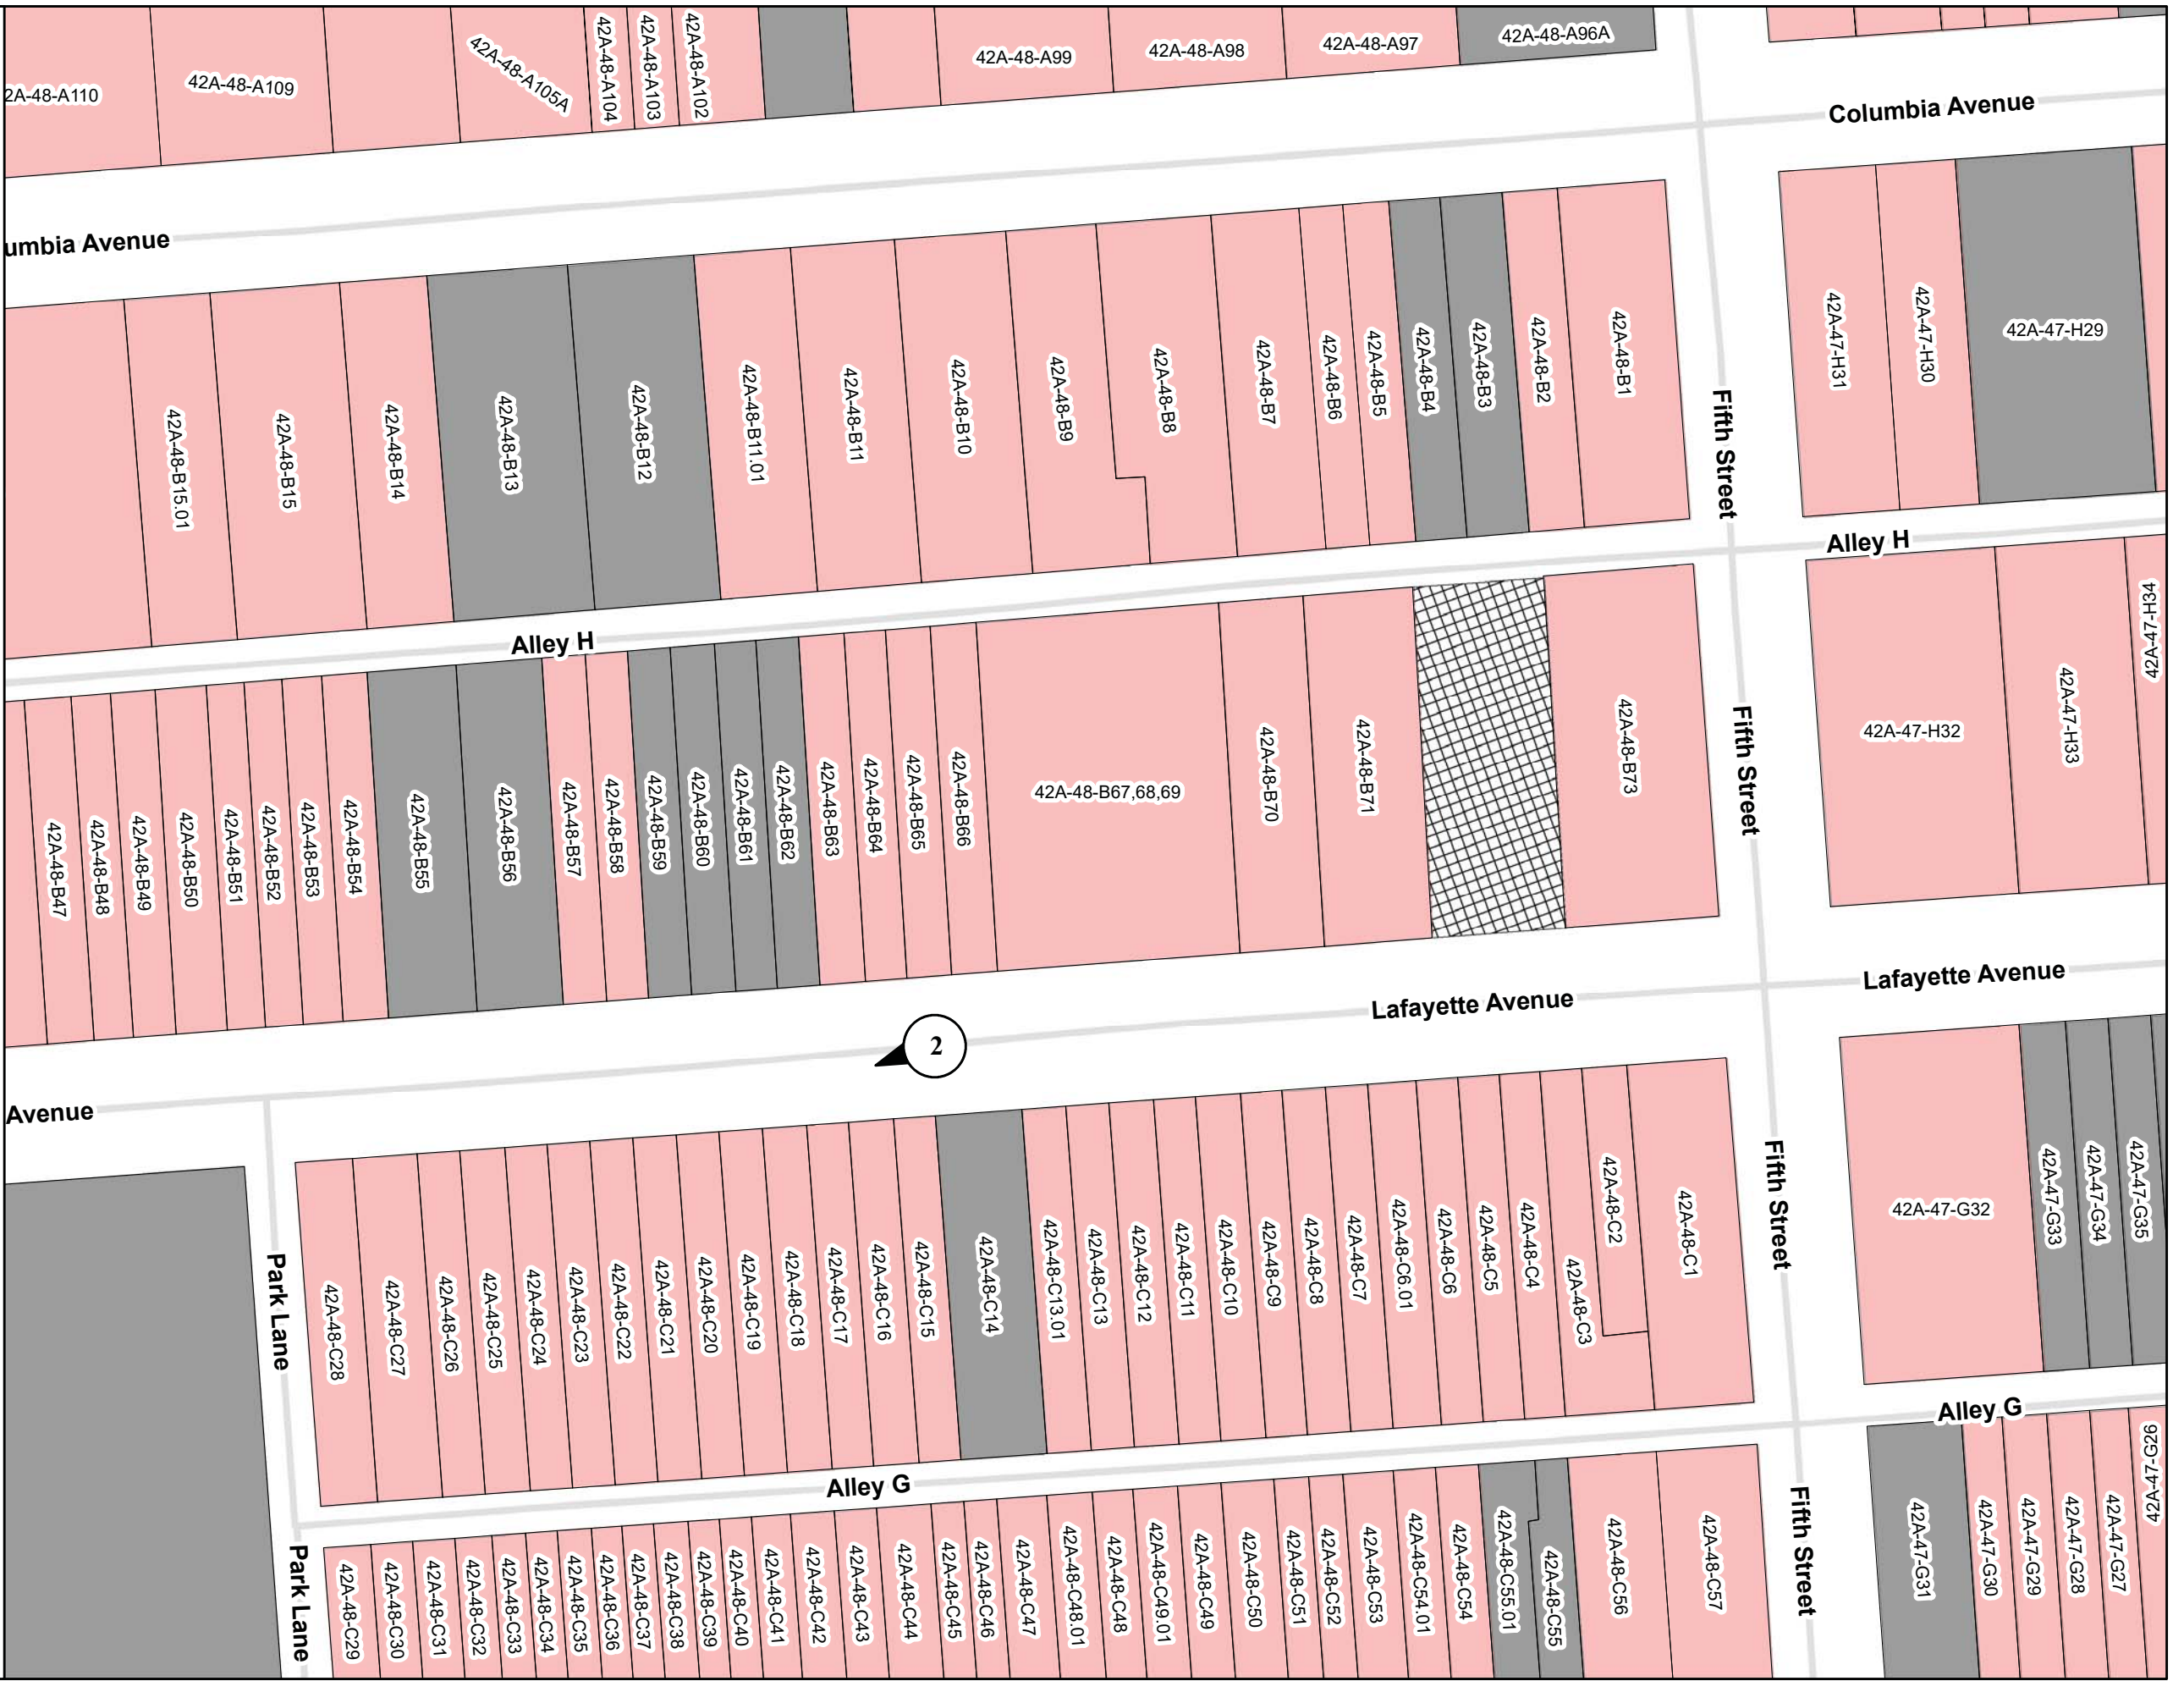 2A-48-A110
42A-48-A109
42A-48-A105A
42A-48-A104
42A-48-A103
42A-48-A102
42A-48-A99
42A-48-A98
42A-48-A97
42A-48-A96A
Columbia Avenue
umbia Avenue
42A-48-B15.01
42A-48-B15
42A-48-B14
42A-48-B13
42A-48-B12
42A-48-B11.01
42A-48-B11
42A-48-B10
42A-48-B9
42A-48-B8
42A-48-B7
42A-48-B6
42A-48-B5
42A-48-B4
42A-48-B3
42A-48-B2
42A-48-B1
Fifth Street
42A-47-H31
42A-47-H30
42A-47-H29
Alley H
Alley H
42A-48-B47
42A-48-B48
42A-48-B49
42A-48-B50
42A-48-B51
42A-48-B52
42A-48-B53
42A-48-B54
42A-48-B55
42A-48-B56
42A-48-B57
42A-48-B58
42A-48-B59
42A-48-B60
42A-48-B61
42A-48-B62
42A-48-B63
42A-48-B64
42A-48-B65
42A-48-B66
42A-48-B67,68,69
42A-48-B70
42A-48-B71
42A-48-B73
Fifth Street
42A-47-H32
42A-47-H33
42A-47-H34
Lafayette Avenue
Lafayette Avenue
2
Avenue
Park Lane
42A-48-C28
42A-48-C27
42A-48-C26
42A-48-C25
42A-48-C24
42A-48-C23
42A-48-C22
42A-48-C21
42A-48-C20
42A-48-C19
42A-48-C18
42A-48-C17
42A-48-C16
42A-48-C15
42A-48-C14
42A-48-C13.01
42A-48-C13
42A-48-C12
42A-48-C11
42A-48-C10
42A-48-C9
42A-48-C8
42A-48-C7
42A-48-C6.01
42A-48-C6
42A-48-C5
42A-48-C4
42A-48-C3
42A-48-C2
42A-48-C1
Fifth Street
42A-47-G32
42A-47-G33
42A-47-G34
42A-47-G35
Alley G
Alley G
Park Lane
42A-48-C29
42A-48-C30
42A-48-C31
42A-48-C32
42A-48-C33
42A-48-C34
42A-48-C35
42A-48-C36
42A-48-C37
42A-48-C38
42A-48-C39
42A-48-C40
42A-48-C41
42A-48-C42
42A-48-C43
42A-48-C44
42A-48-C45
42A-48-C46
42A-48-C47
42A-48-C48.01
42A-48-C48
42A-48-C49.01
42A-48-C49
42A-48-C50
42A-48-C51
42A-48-C52
42A-48-C53
42A-48-C54.01
42A-48-C54
42A-48-C55.01
42A-48-C55
42A-48-C56
42A-48-C57
Fifth Street
42A-47-G31
42A-47-G30
42A-47-G29
42A-47-G28
42A-47-G27
42A-47-G26